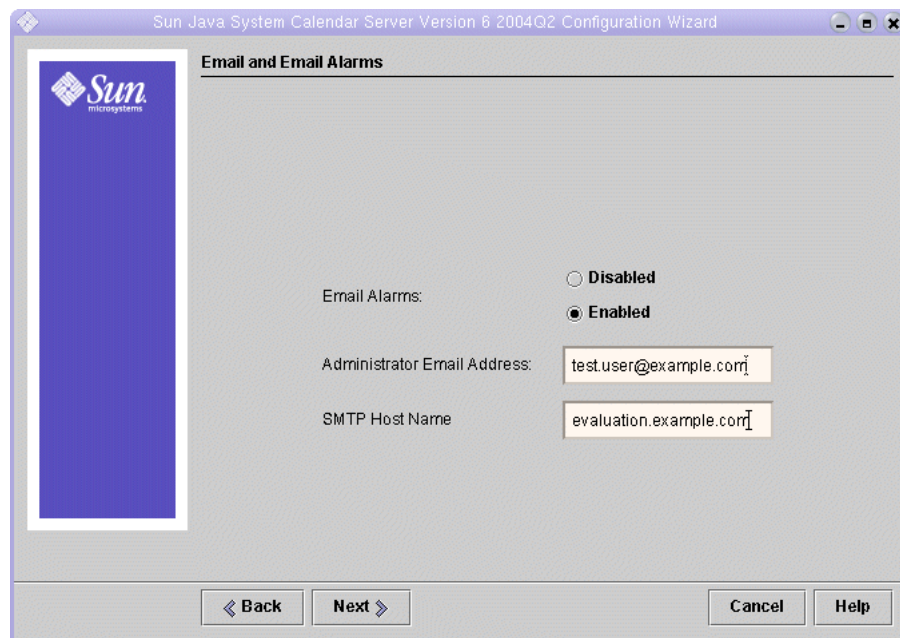 Sun Java System Calendar Server Version 6 2004Q2 Configuration Wizard
Sun
microsystems
Email and Email Alarms
Email Alarms:
Disabled
Enabled
Administrator Email Address:
test.user@example.com
SMTP Host Name
evaluation.example.com
Back
Next
Cancel
Help